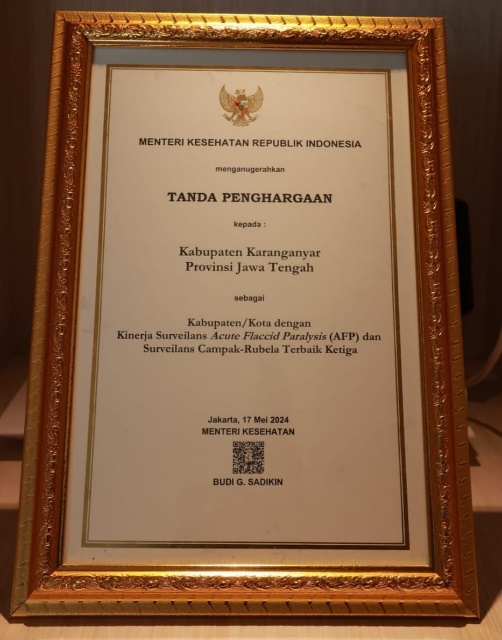 MENTERI KESEHATAN REPUBLIK INDONESIA
menganugerahkan
TANDA PENGHARGAAN
kepada :
Kabupaten Karanganyar
Provinsi Jawa Tengah
sebagai
Kabupaten/Kota dengan
Kinerja Surveilans Acute Flaccid Paralysis (AFP) dan
Surveilans Campak-Rubela Terbaik Ketiga
Jakarta, 17 Mei 2024
MENTERI KESEHATAN
BUDI G. SADIKIN